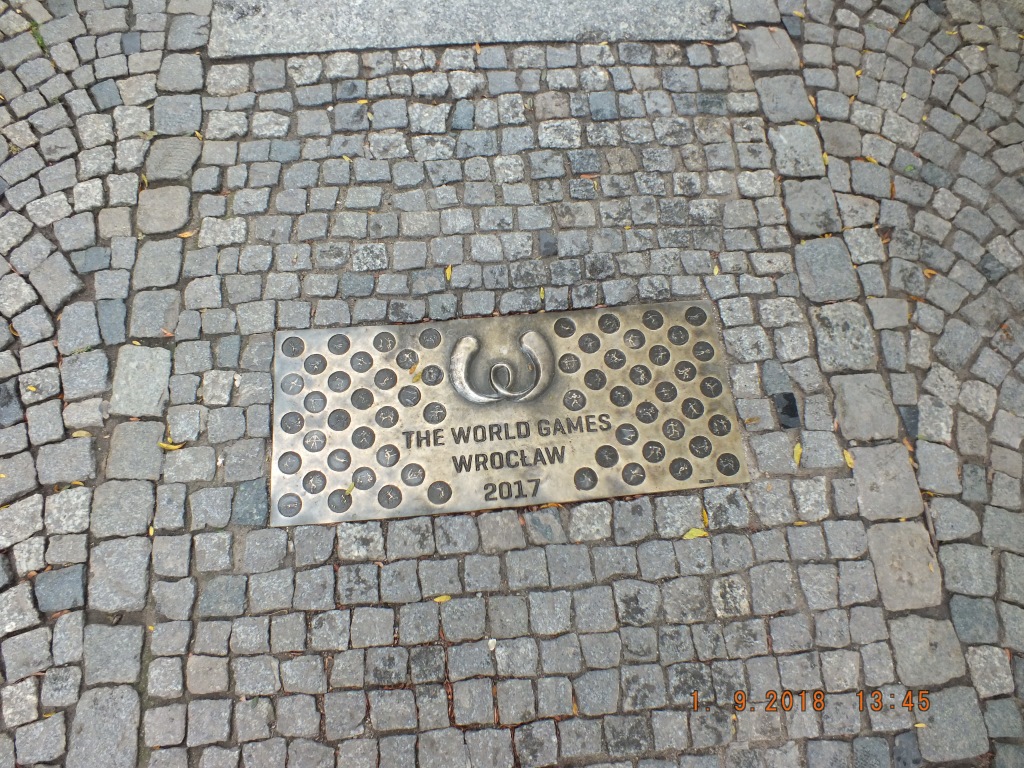 THE WORLD GAMES
WROCŁAW
2017
1. 9.2018 13:45